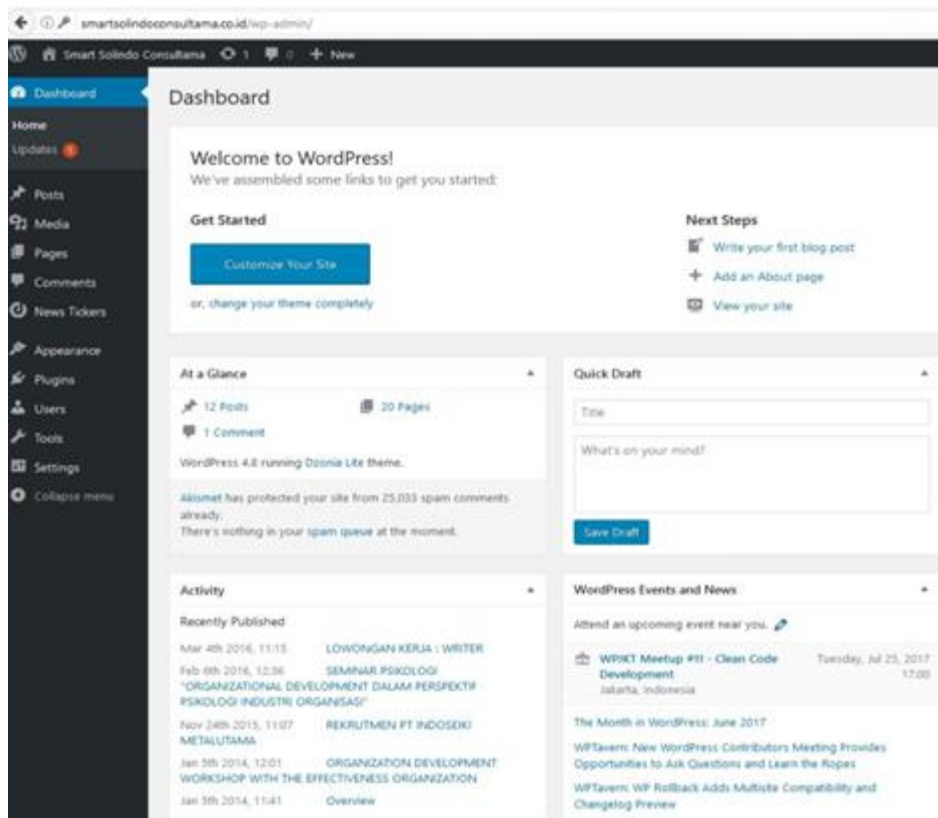 smartsolindoconsultama.co.id/wp-admin/
Smart Solindo Consultama 1 0 + New
Dashboard
Home
Updates 1
Posts
Media
Pages
Comments
News Tickers
Appearance
Plugins
Users
Tools
Settings
Collapse menu
Dashboard
Welcome to WordPress!
We've assembled some links to get you started:
Get Started
Customize Your Site
or, change your theme completely
Next Steps
Write your first blog post
Add an About page
View your site
At a Glance
12 Posts
20 Pages
1 Comment
WordPress 4.8 running Dzonia Lite theme.
Akismet has protected your site from 25,033 spam comments
already.
There's nothing in your spam queue at the moment.
Quick Draft
Title
What's on your mind?
Save Draft
Activity
Recently Published
Mar 4th 2016, 11:15 LOWONGAN KERJA : WRITER
Feb 6th 2016, 12:36 SEMINAR PSIKOLOGI
"ORGANIZATIONAL DEVELOPMENT DALAM PERSPEKTIF
PSIKOLOGI INDUSTRI ORGANISASI"
Nov 24th 2015, 11:07 REKRUTMEN PT INDOSEIKI
METALUTAMA
Jan 5th 2014, 12:01 ORGANIZATION DEVELOPMENT
WORKSHOP WITH THE EFFECTIVENESS ORGANIZATION
Jan 5th 2014, 11:41 Overview
WordPress Events and News
Attend an upcoming event near you.
WPJKT Meetup #11 - Clean Code Tuesday, Jul 25, 2017
Development 17:00
Jakarta, Indonesia
The Month in WordPress: June 2017
WPTavern: New WordPress Contributors Meeting Provides
Opportunities to Ask Questions and Learn the Ropes
WPTavern: WP Rollback Adds Multisite Compatibility and
Changelog Preview